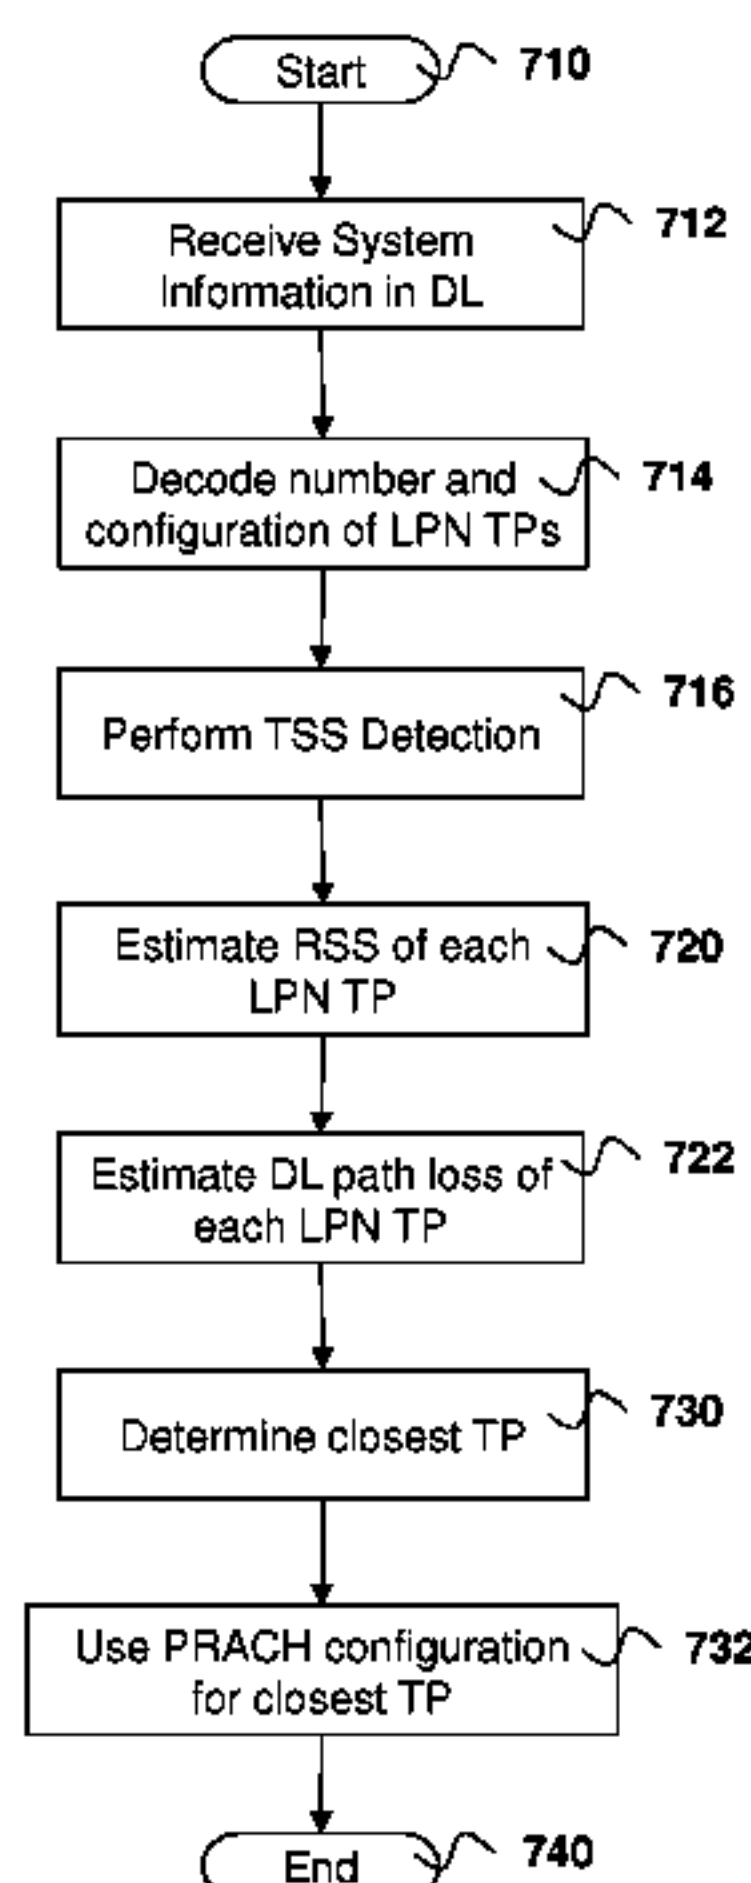 Start
710
Receive System
Information in DL
712
Decode number and
configuration of LPN TPs
714
Perform TSS Detection
716
Estimate RSS of each
LPN TP
720
Estimate DL path loss of
each LPN TP
722
Determine closest TP
730
Use PRACH configuration
for closest TP
732
End
740